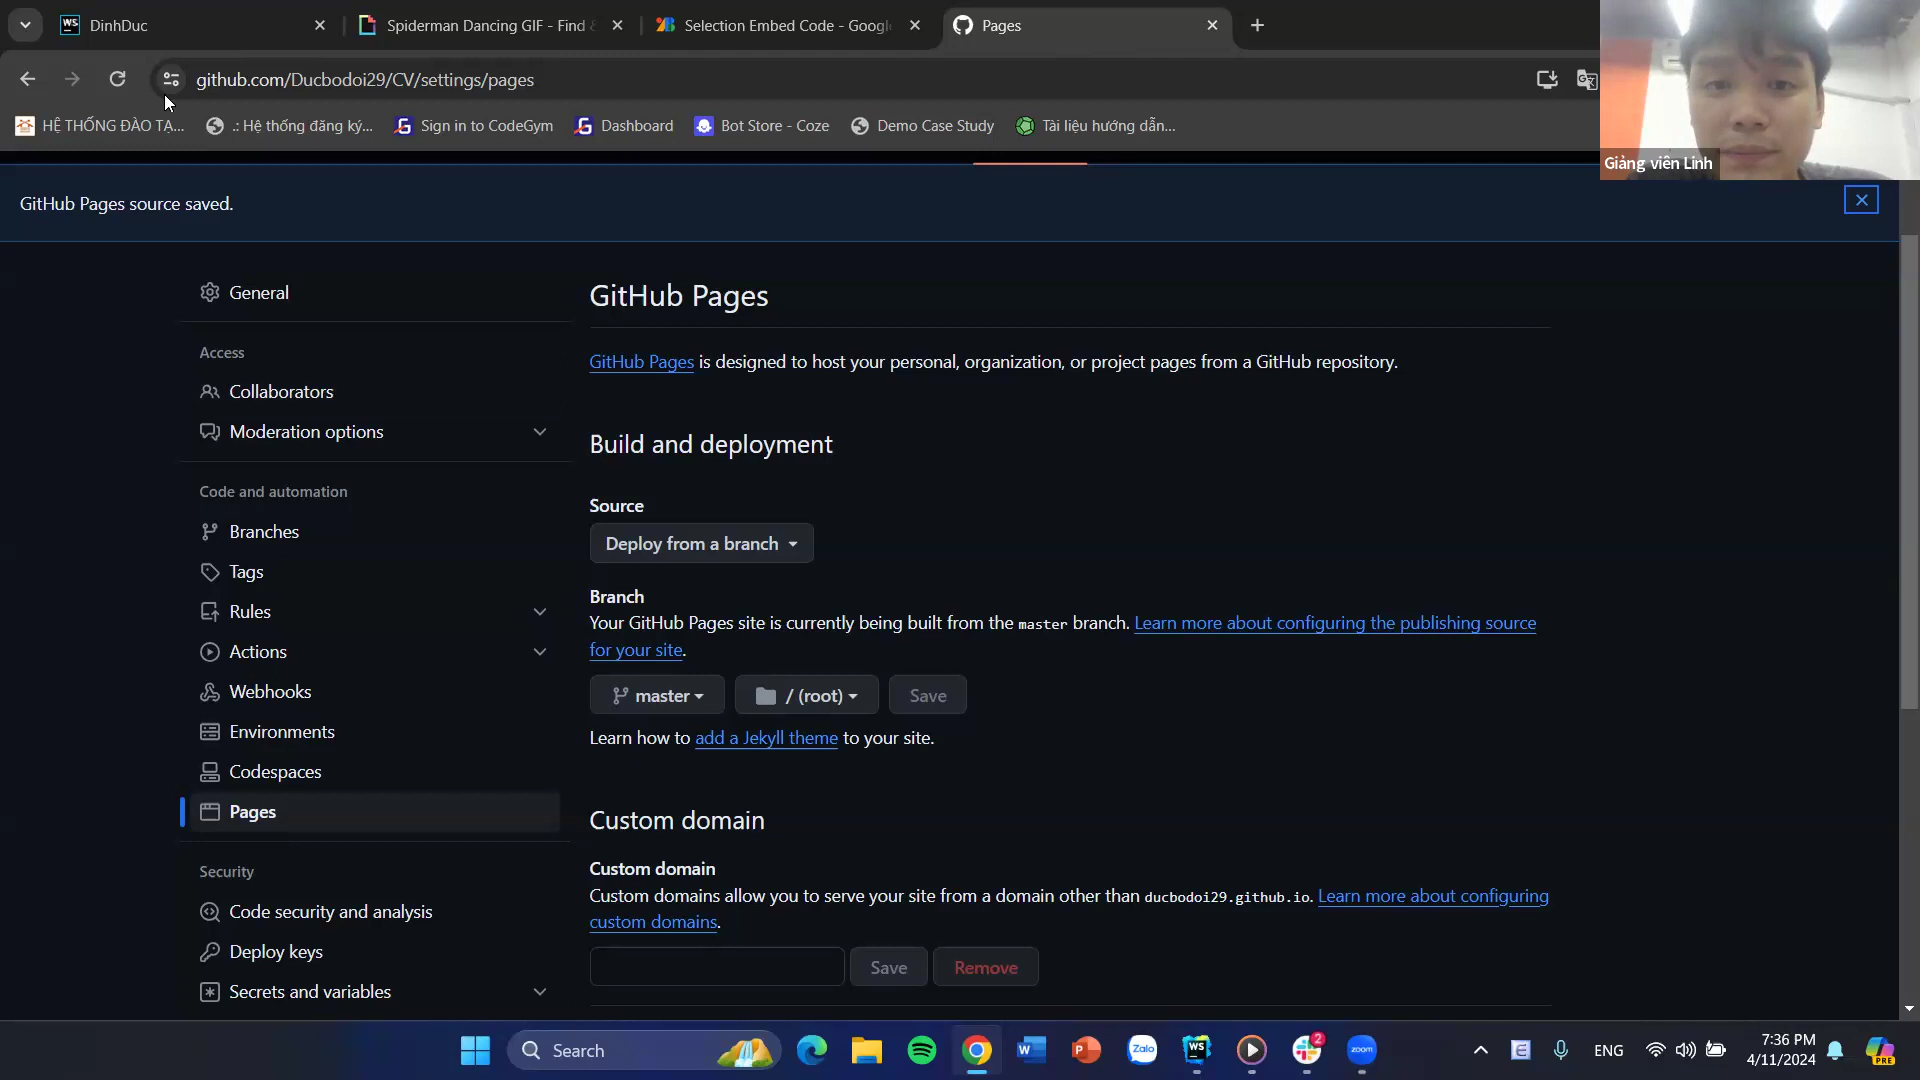 DinhDuc
Spiderman Dancing GIF - Find &
Selection Embed Code - Google
Pages
github.com/Ducbodoi29/CV/settings/pages
HỆ THỐNG ĐÀO TẠ...
.: Hệ thống đăng ký...
Sign in to CodeGym
Dashboard
Bot Store - Coze
Demo Case Study
Tài liệu hướng dẫn...
Giảng viên Linh
GitHub Pages source saved.
General
Access
Collaborators
Moderation options
Code and automation
Branches
Tags
Rules
Actions
Webhooks
Environments
Codespaces
Pages
Security
Code security and analysis
Deploy keys
Secrets and variables
GitHub Pages
GitHub Pages is designed to host your personal, organization, or project pages from a GitHub repository.
Build and deployment
Source
Deploy from a branch
Branch
Your GitHub Pages site is currently being built from the master branch. Learn more about configuring the publishing source
for your site.
master
/ (root)
Save
Learn how to add a Jekyll theme to your site.
Custom domain
Custom domain
Custom domains allow you to serve your site from a domain other than ducbodoi29.github.io. Learn more about configuring
custom domains.
Save
Remove
Search
Zalo
WS
2
zoom
ENG
7:36 PM
4/11/2024
PRE